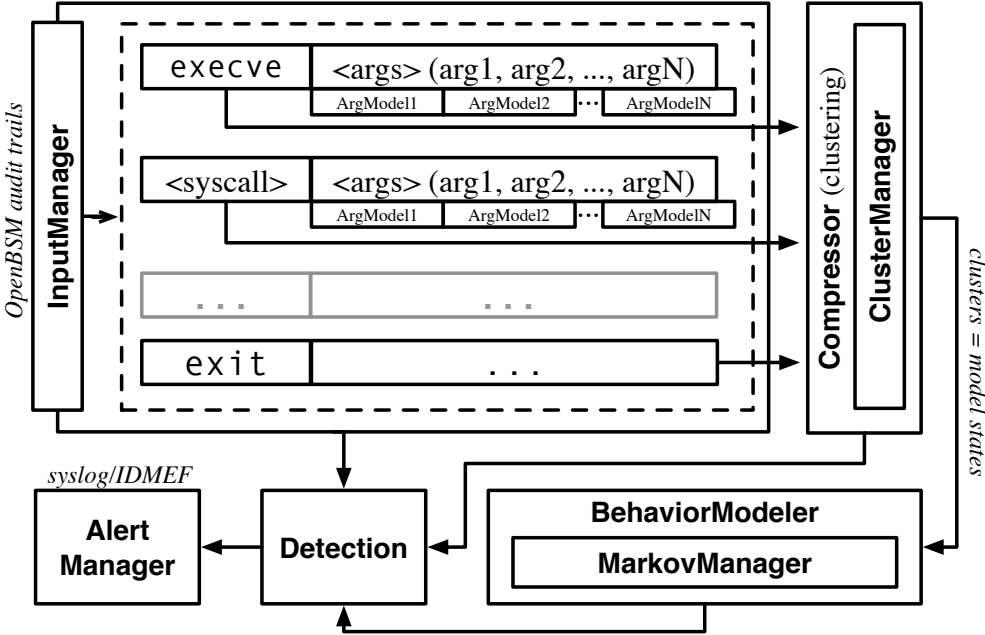 OpenBSM audit trails
InputManager
execve
<args> (arg1, arg2, ..., argN)
ArgModel1
ArgModel2
...
ArgModelN
<syscall>
<args> (arg1, arg2, ..., argN)
ArgModel1
ArgModel2
...
ArgModelN
...
...
exit
...
Compressor (clustering)
ClusterManager
clusters = model states
syslog/IDMEF
Alert
Manager
Detection
BehaviorModeler
MarkovManager